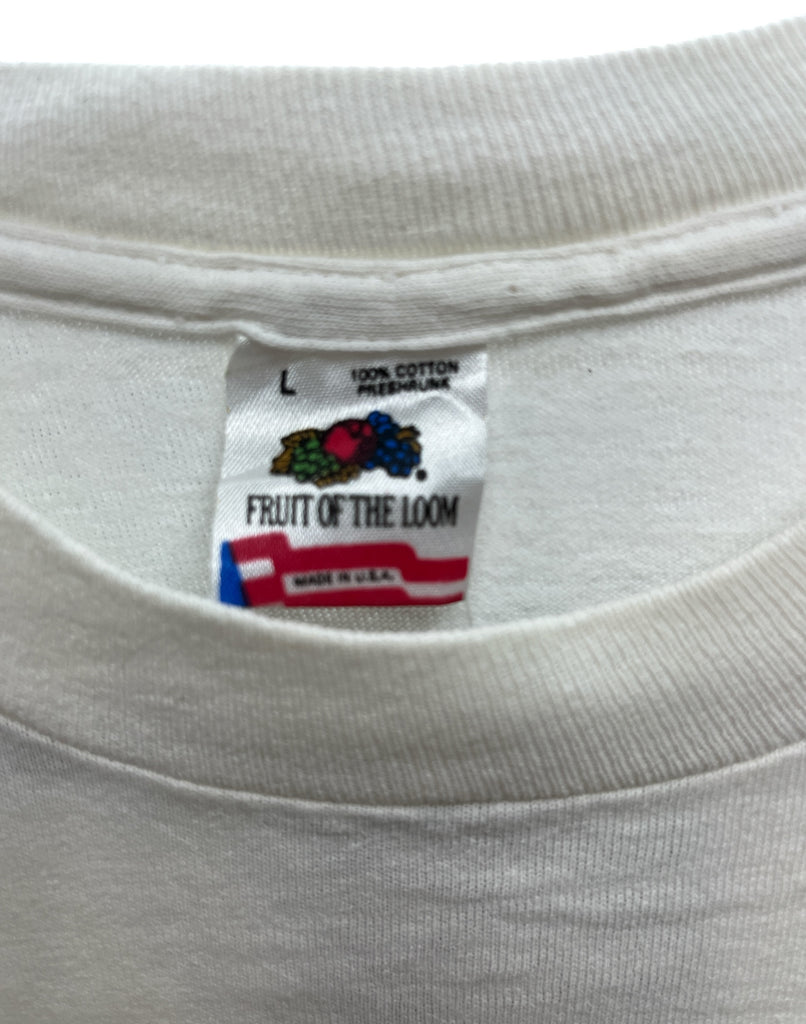 L
100% COTTON
PRESHRUNK
FRUIT OF THE LOOM
MADE IN U.S.A.